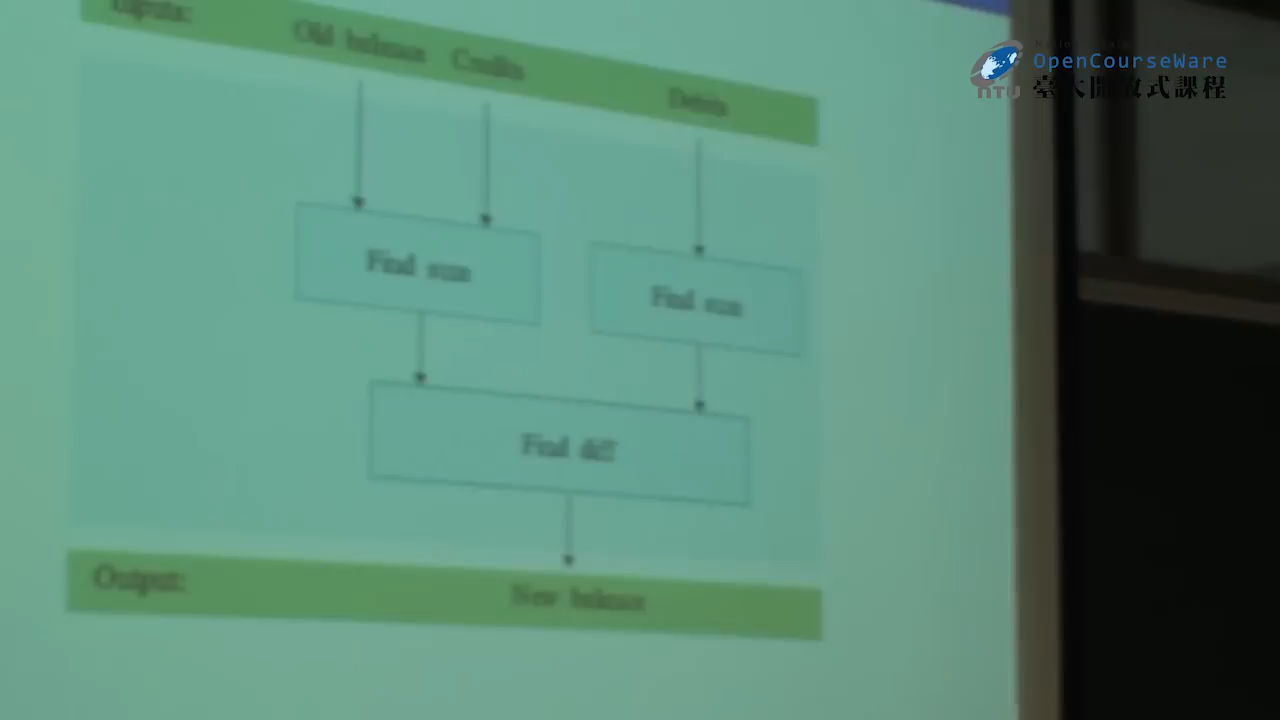 Inputs:
Old balance Credits
Debits
Find sum
Find sum
Find diff
Output:
New balance
OpenCourseWare
NTU
臺大開放式課程